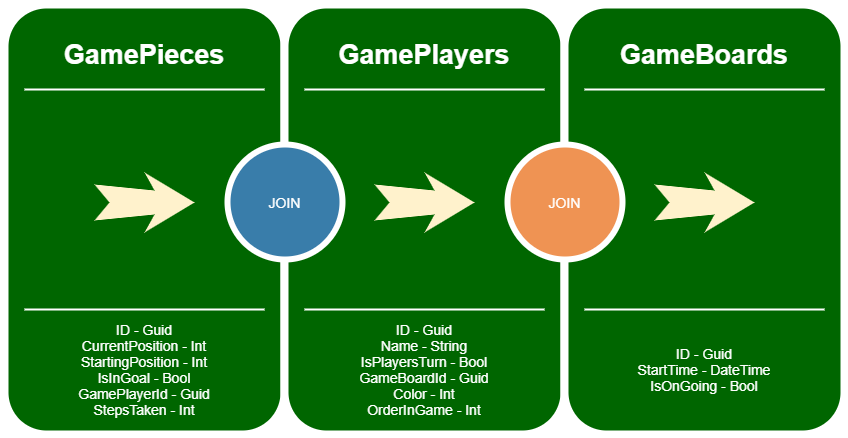 GamePieces
JOIN
ID - Guid
CurrentPosition - Int
StartingPosition - Int
IsInGoal - Bool
GamePlayerId - Guid
StepsTaken - Int
GamePlayers
JOIN
ID - Guid
Name - String
IsPlayersTurn - Bool
GameBoardId - Guid
Color - Int
OrderInGame - Int
GameBoards
ID - Guid
StartTime - DateTime
IsOnGoing - Bool